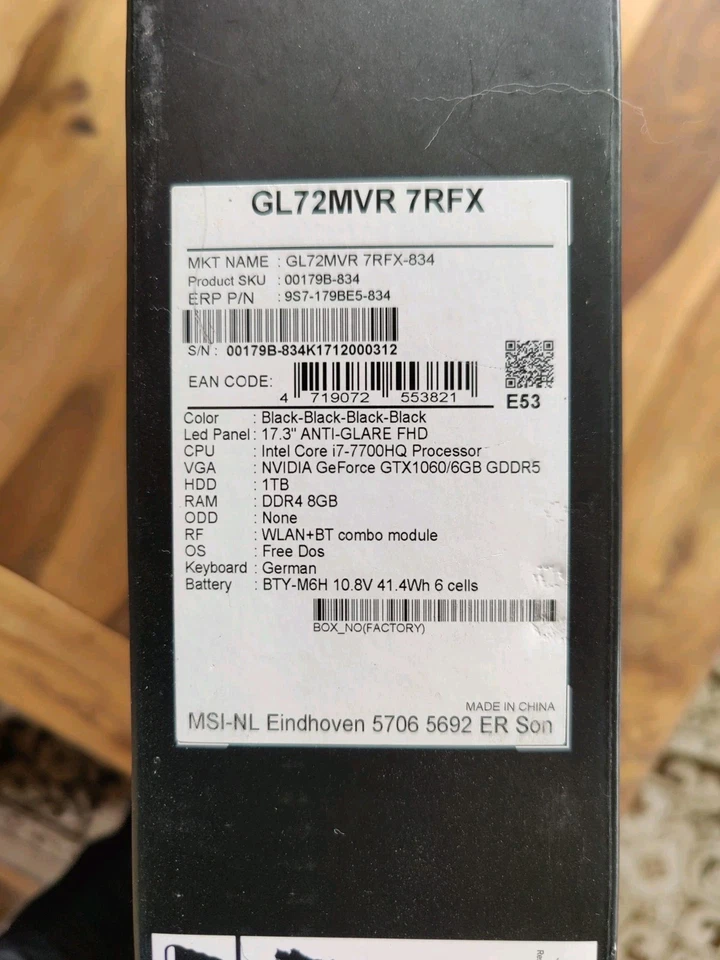 GL72MVR 7RFX
MKT NAME : GL72MVR 7RFX-834
Product SKU : 00179B-834
ERP P/N : 9S7-179BE5-834
S/N : 00179B-834K1712000312
EAN CODE: 4 719072 553821
E53
Color : Black-Black-Black-Black
Led Panel : 17.3" ANTI-GLARE FHD
CPU : Intel Core i7-7700HQ Processor
VGA : NVIDIA GeForce GTX1060/6GB GDDR5
HDD : 1TB
RAM : DDR4 8GB
ODD : None
RF : WLAN+BT combo module
OS : Free Dos
Keyboard : German
Battery : BTY-M6H 10.8V 41.4Wh 6 cells
BOX_NO(FACTORY)
MADE IN CHINA
MSI-NL Eindhoven 5706 5692 ER Son